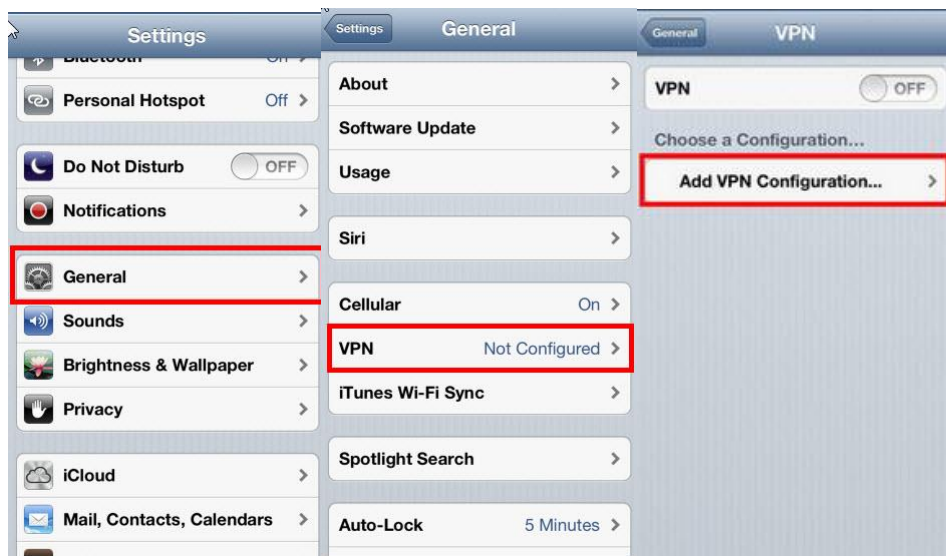 Settings
Personal Hotspot Off
Do Not Disturb OFF
Notifications
General
Sounds
Brightness & Wallpaper
Privacy
iCloud
Mail, Contacts, Calendars
Settings General
About
Software Update
Usage
Siri
Cellular On
VPN Not Configured
iTunes Wi-Fi Sync
Spotlight Search
Auto-Lock 5 Minutes
General VPN
VPN OFF
Choose a Configuration...
Add VPN Configuration...